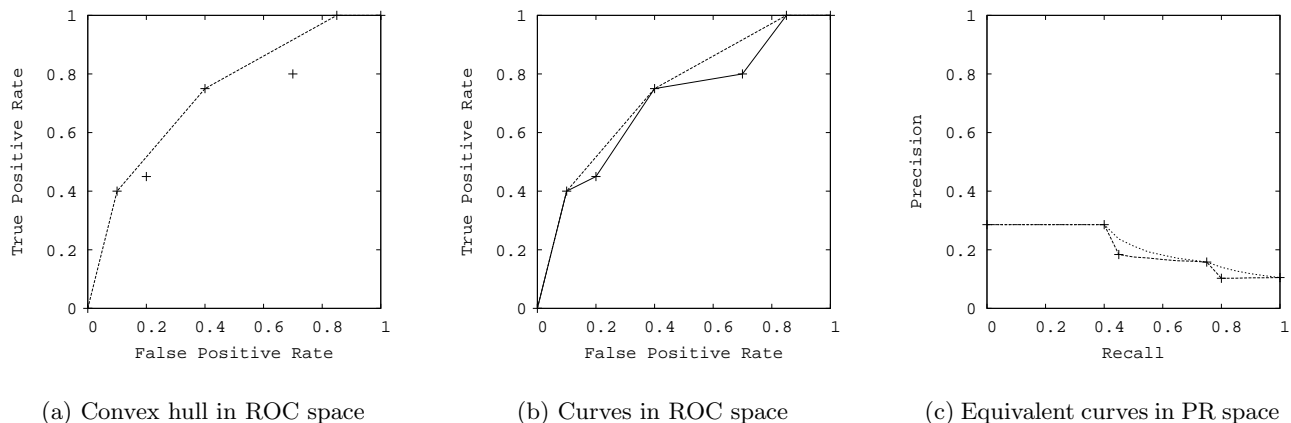 1
0.8
0.6
0.4
0.2
0
0 0.2 0.4 0.6 0.8 1
True Positive Rate
False Positive Rate
(a) Convex hull in ROC space
1
0.8
0.6
0.4
0.2
0
0 0.2 0.4 0.6 0.8 1
True Positive Rate
False Positive Rate
(b) Curves in ROC space
1
0.8
0.6
0.4
0.2
0
0 0.2 0.4 0.6 0.8 1
Precision
Recall
(c) Equivalent curves in PR space